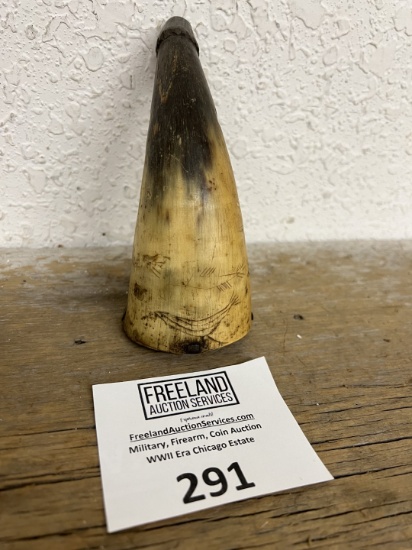 FREELAND
AUCTION SERVICES
FreelandAuctionServices.com
Military, Firearm, Coin Auction
WWII Era Chicago Estate
291